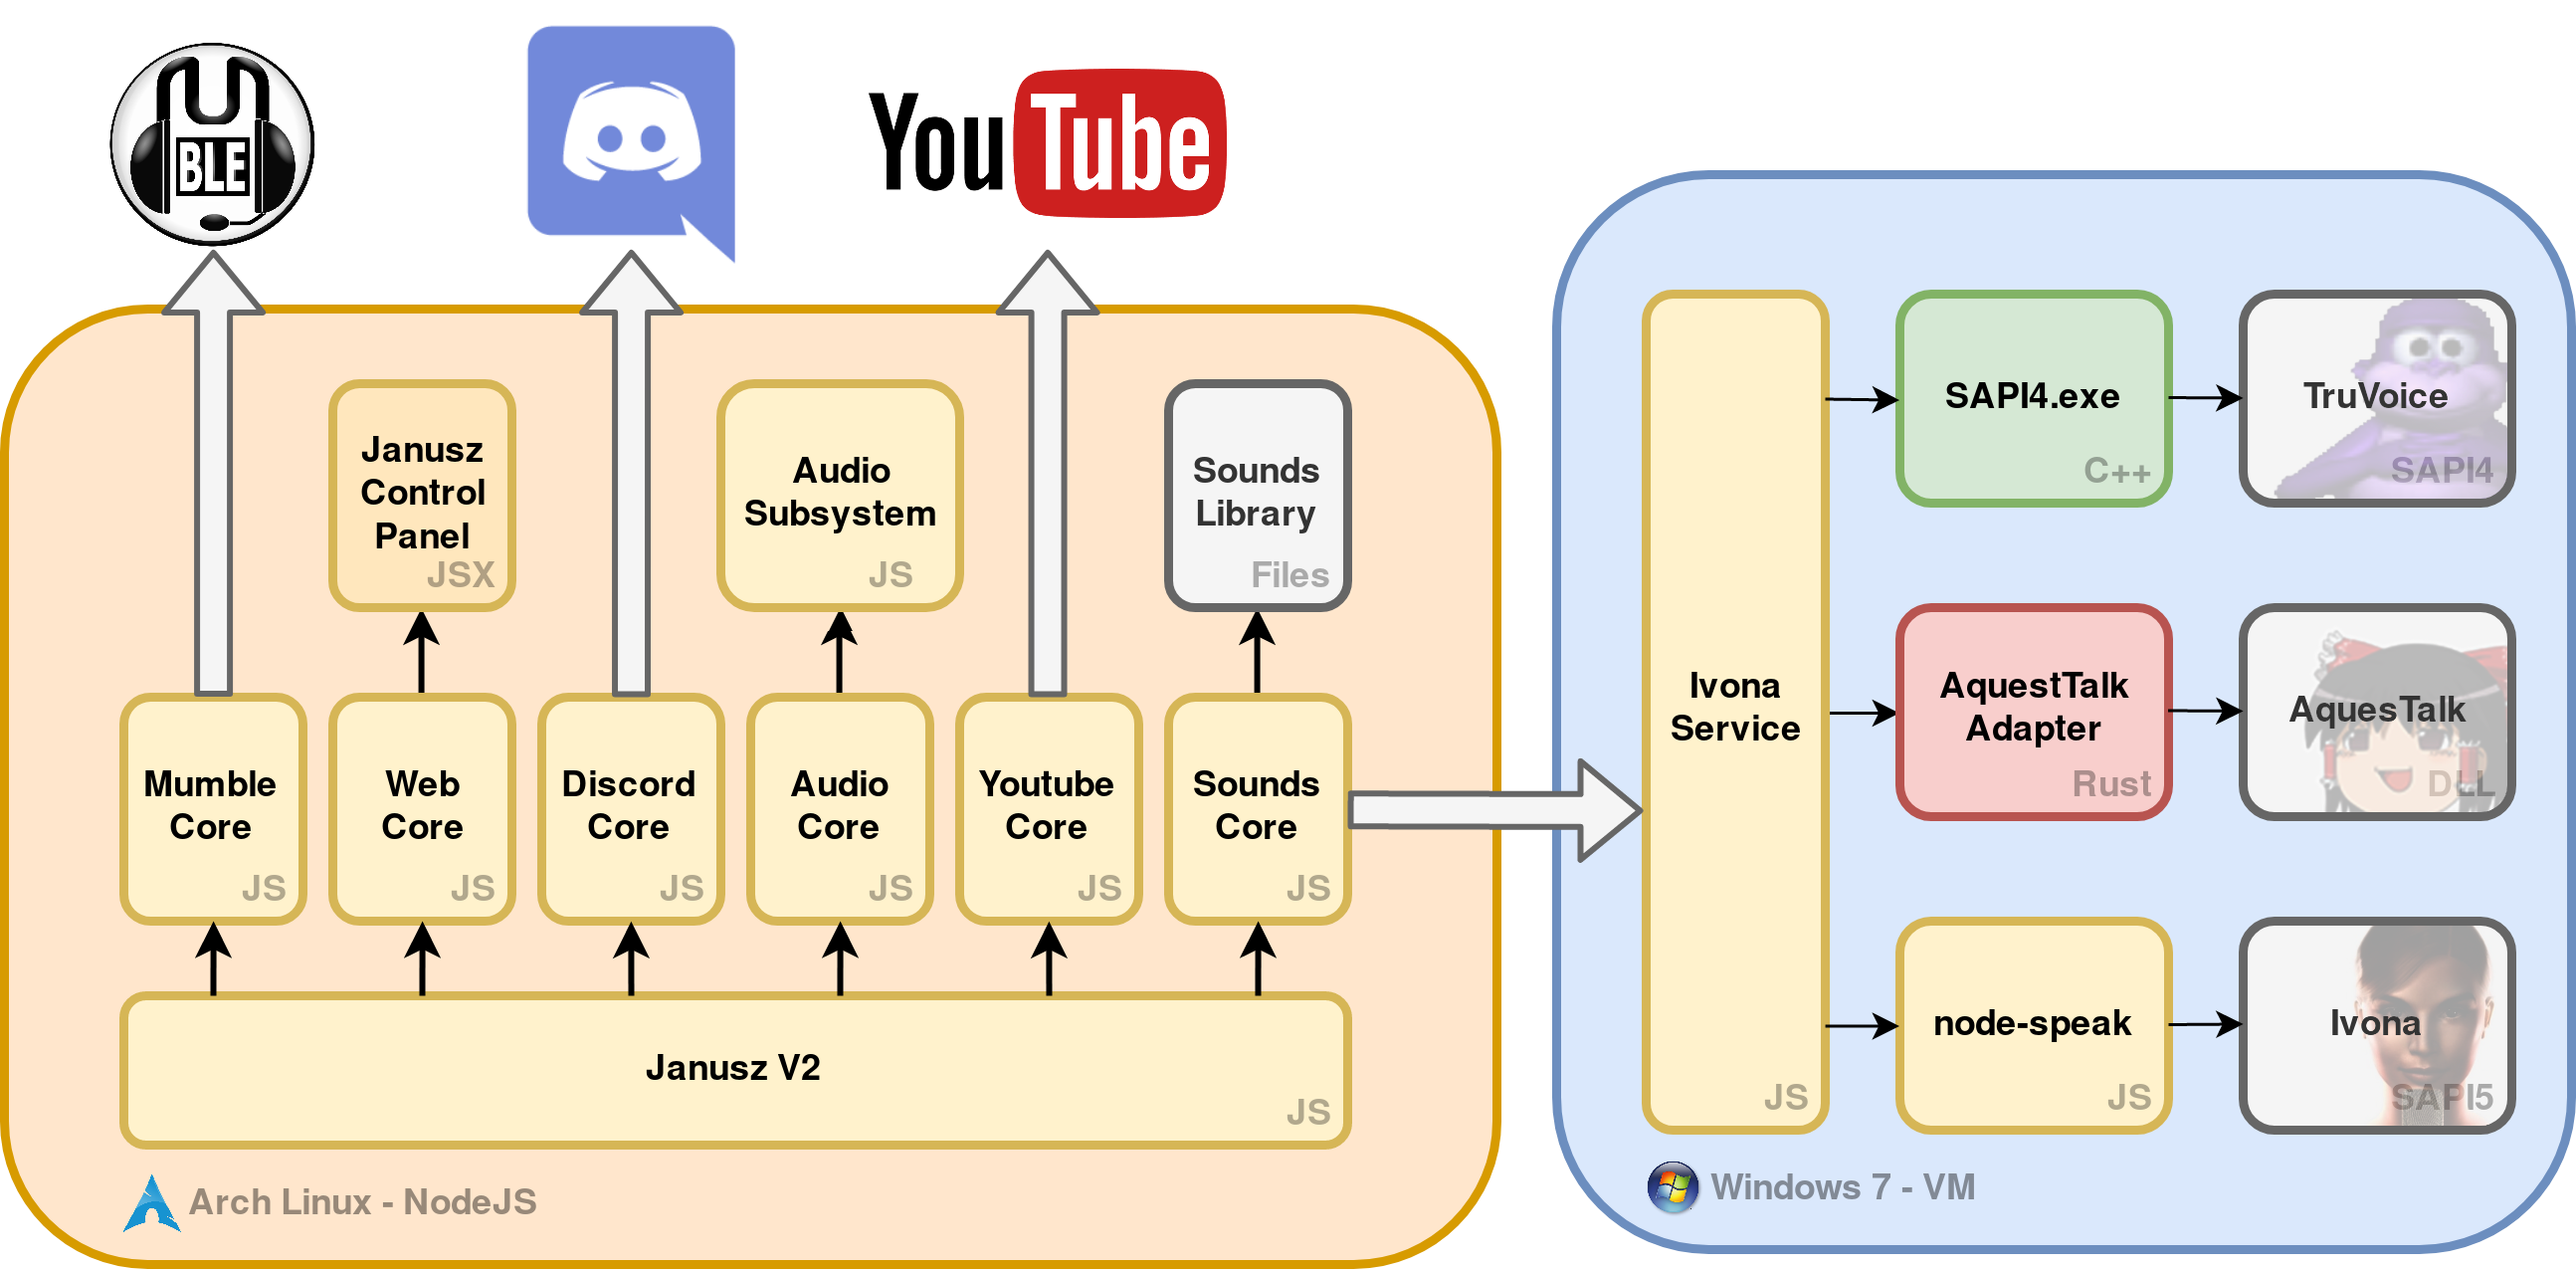 BLE
YouTube
Janusz
Control
Panel
JSX
Audio
Subsystem
JS
Sounds
Library
Files
Mumble
Core
JS
Web
Core
JS
Discord
Core
JS
Audio
Core
JS
Youtube
Core
JS
Sounds
Core
JS
Janusz V2
JS
Arch Linux - NodeJS
Ivona
Service
JS
SAPI4.exe
C++
TruVoice
SAPI4
AquestTalk
Adapter
Rust
AquesTalk
DLL
node-speak
JS
Ivona
SAPI5
Windows 7 - VM